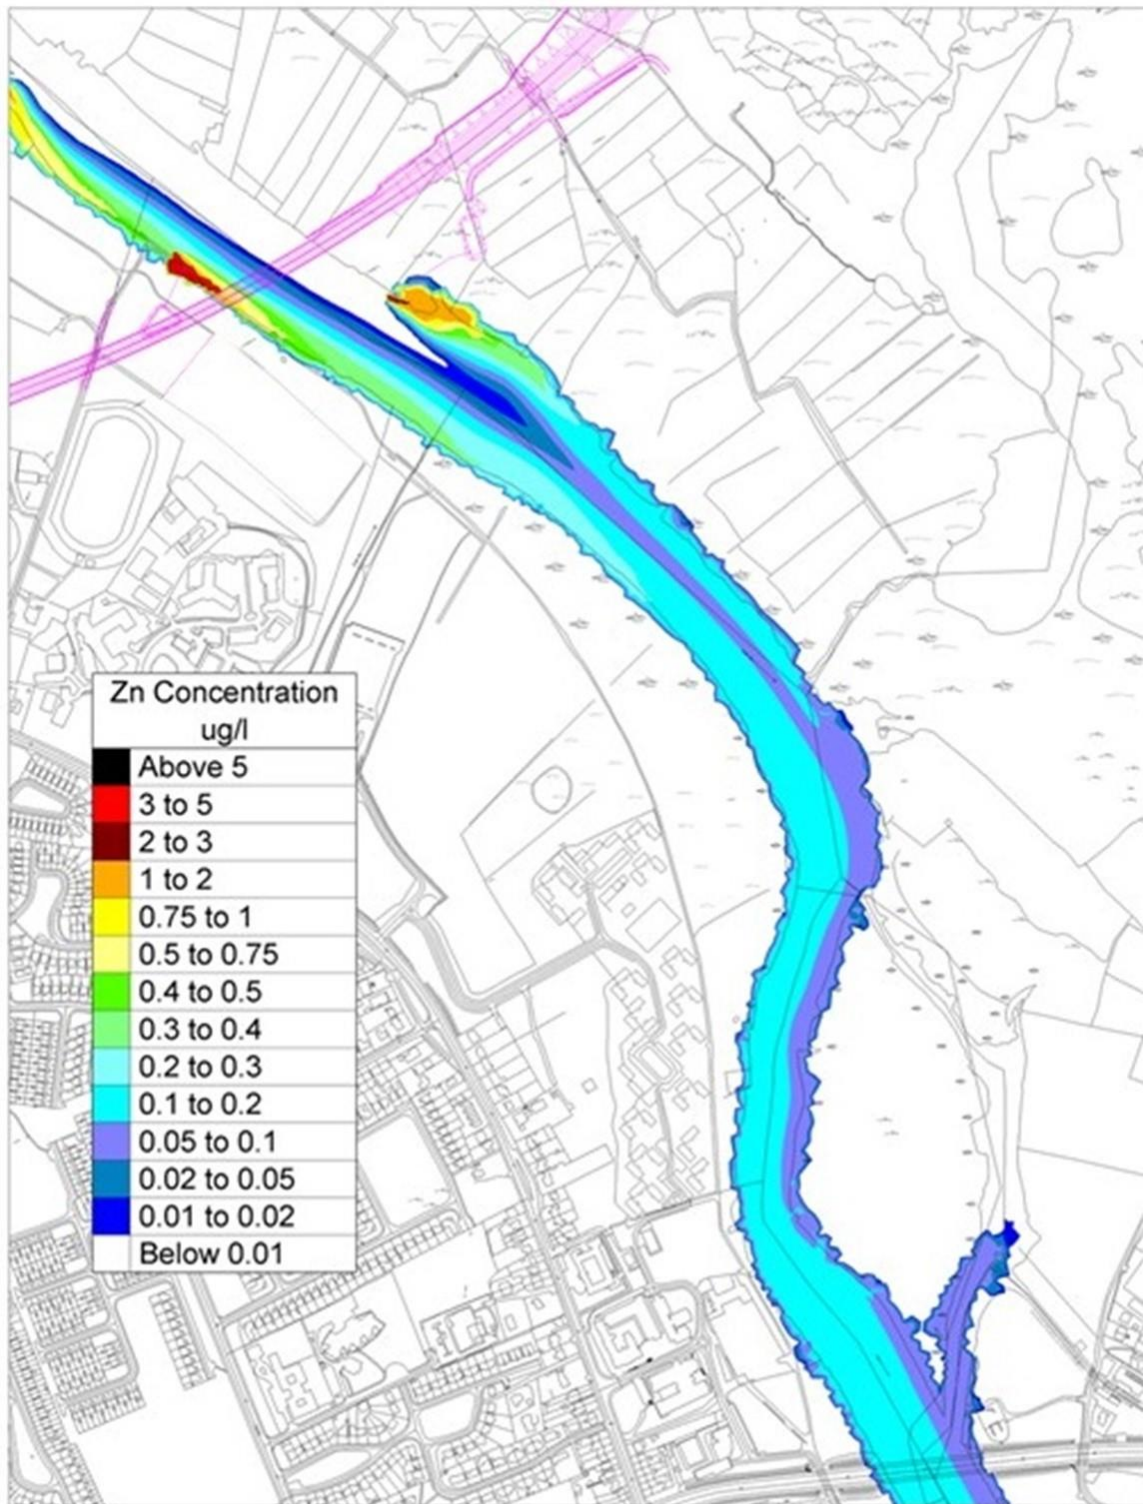 Zn Concentration
ug/l
Above 5
3 to 5
2 to 3
1 to 2
0.75 to 1
0.5 to 0.75
0.4 to 0.5
0.3 to 0.4
0.2 to 0.3
0.1 to 0.2
0.05 to 0.1
0.02 to 0.05
0.01 to 0.02
Below 0.01